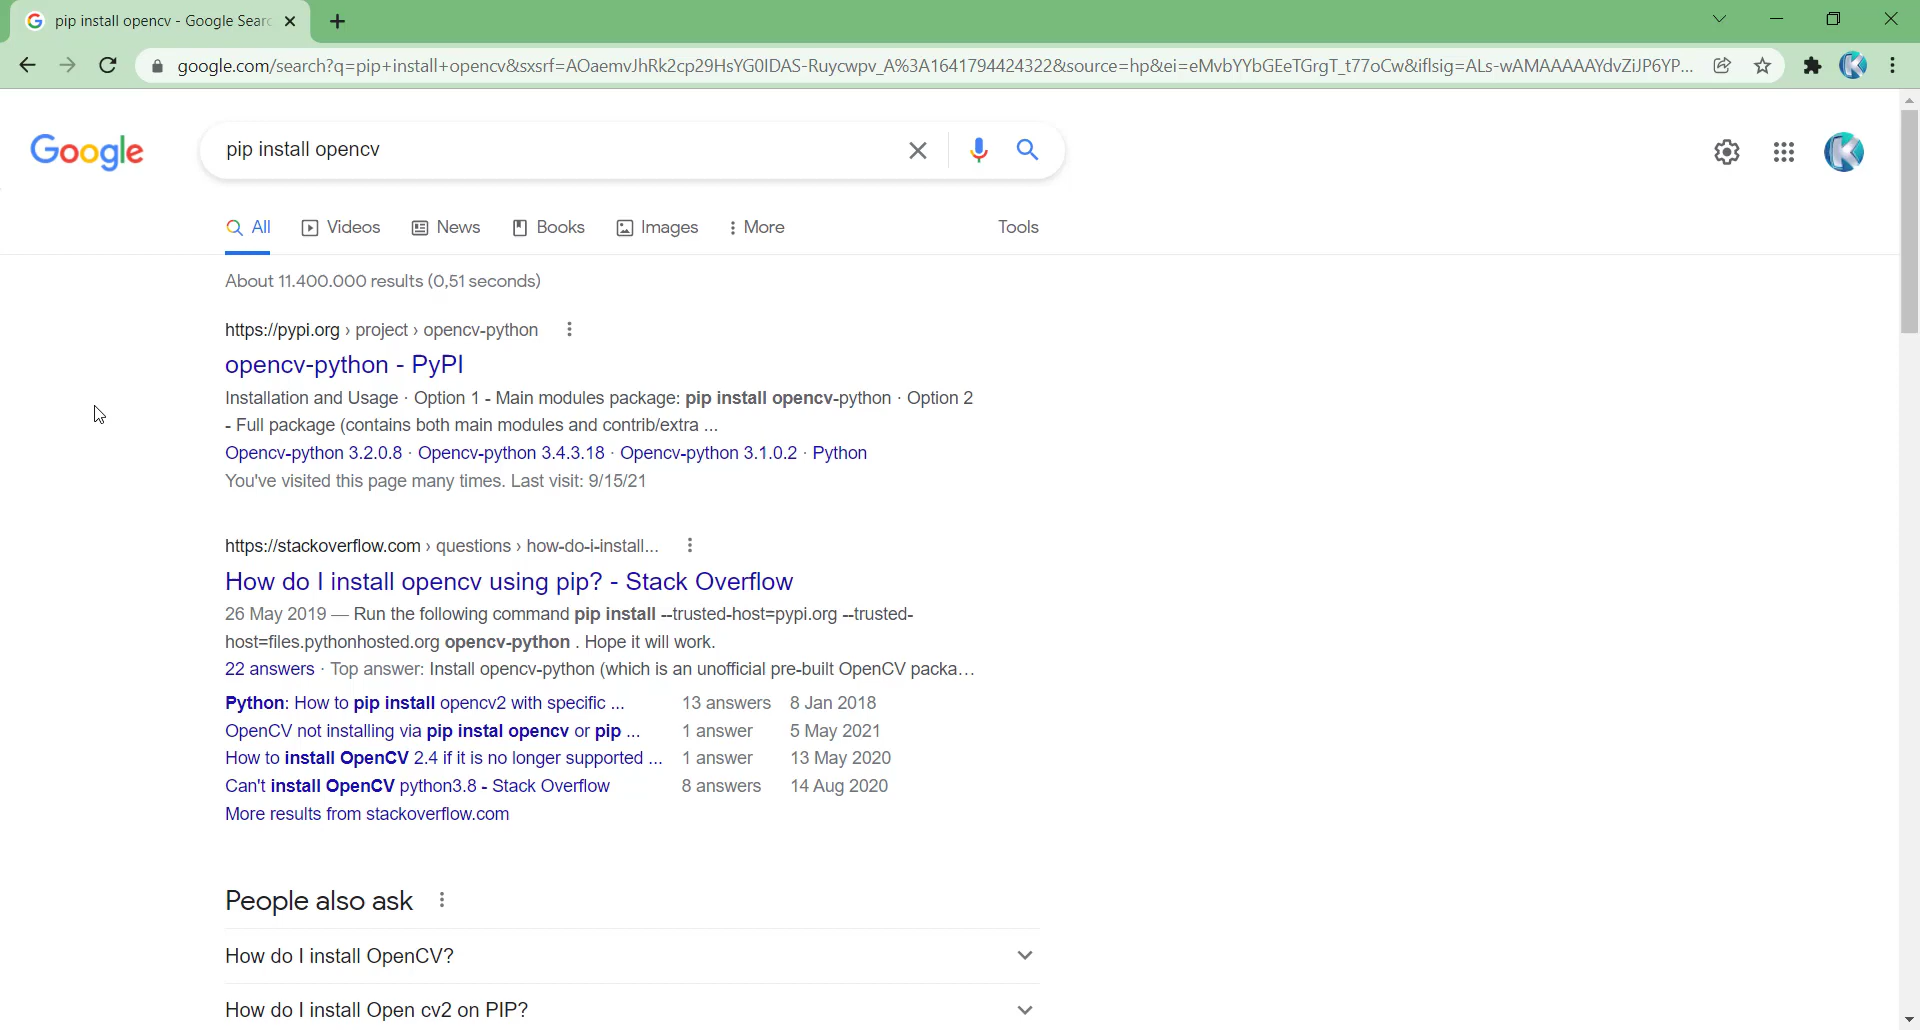 pip install opencv - Google Sear
google.com/search?q=pip+install+opencv&sxsrf=AOaemvJhRk2cp29HsYG0IDAS-Ruycwpv_A%3A1641794424322&source=hp&ei=eMvbYYbGEeTGrgT_t77oCw&iflsig=ALs-wAMAAAAAYdvZiJP6YP...
Google
pip install opencv
All Videos News Books Images More Tools
About 11.400.000 results (0,51 seconds)
https://pypi.org › project › opencv-python
opencv-python - PyPI
Installation and Usage · Option 1 - Main modules package: pip install opencv-python · Option 2
- Full package (contains both main modules and contrib/extra ...
Opencv-python 3.2.0.8 · Opencv-python 3.4.3.18 · Opencv-python 3.1.0.2 · Python
You've visited this page many times. Last visit: 9/15/21
https://stackoverflow.com › questions › how-do-i-install...
How do I install opencv using pip? - Stack Overflow
26 May 2019 — Run the following command pip install --trusted-host=pypi.org --trusted-
host=files.pythonhosted.org opencv-python . Hope it will work.
22 answers · Top answer: Install opencv-python (which is an unofficial pre-built OpenCV packa...
Python: How to pip install opencv2 with specific ... 13 answers 8 Jan 2018
OpenCV not installing via pip instal opencv or pip ... 1 answer 5 May 2021
How to install OpenCV 2.4 if it is no longer supported ... 1 answer 13 May 2020
Can't install OpenCV python3.8 - Stack Overflow 8 answers 14 Aug 2020
More results from stackoverflow.com
People also ask
How do I install OpenCV?
How do I install Open cv2 on PIP?